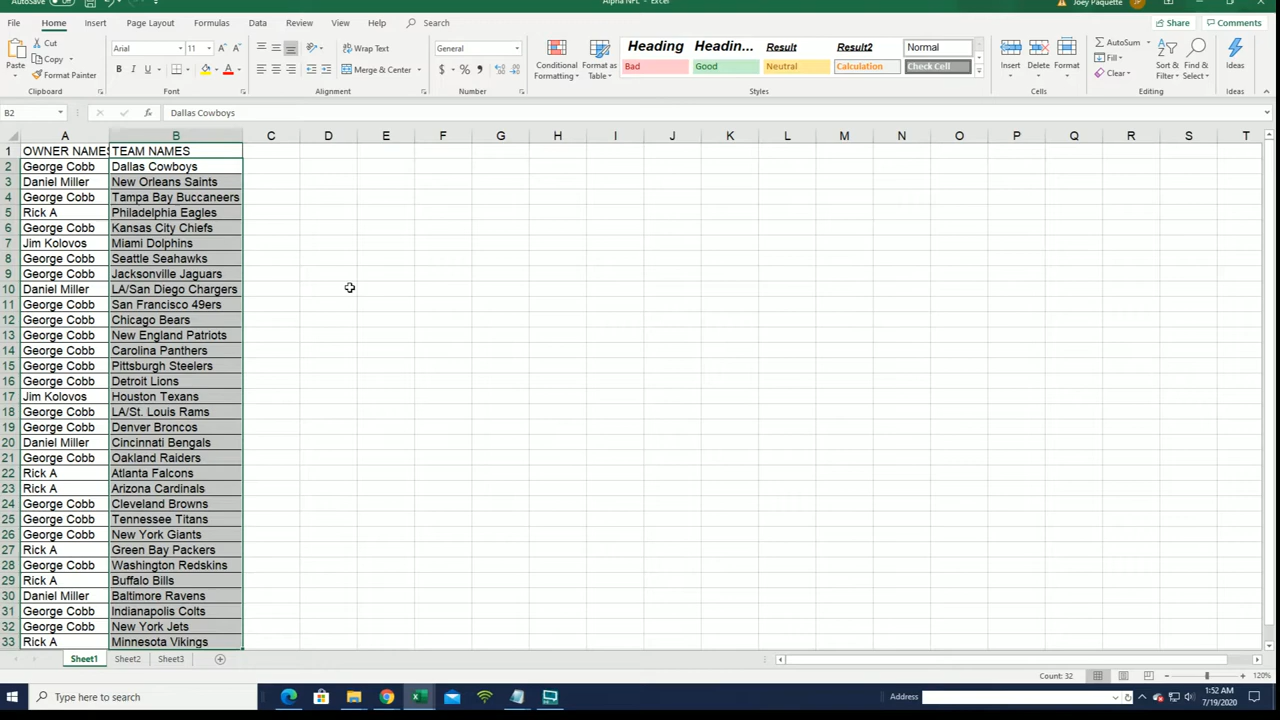 AutoSave Off Alpha NFL - Excel Joey Paquette JP
File Home Insert Page Layout Formulas Data Review View Help Search Share Comments
Paste Cut Copy Format Painter Clipboard
Arial 11 B I U A Font
Wrap Text Merge & Center Alignment
General $ % , Number
Conditional Formatting Format as Table
Heading Headin... Result Result2 Normal
Bad Good Neutral Calculation Check Cell
Styles
Insert Delete Format Cells
AutoSum Fill Clear Sort & Filter Find & Select Editing
Ideas Ideas
B2 fx Dallas Cowboys
A B C D E F G H I J K L M N O P Q R S T
1 OWNER NAMES TEAM NAMES
2 George Cobb Dallas Cowboys
3 Daniel Miller New Orleans Saints
4 George Cobb Tampa Bay Buccaneers
5 Rick A Philadelphia Eagles
6 George Cobb Kansas City Chiefs
7 Jim Kolovos Miami Dolphins
8 George Cobb Seattle Seahawks
9 George Cobb Jacksonville Jaguars
10 Daniel Miller LA/San Diego Chargers
11 George Cobb San Francisco 49ers
12 George Cobb Chicago Bears
13 George Cobb New England Patriots
14 George Cobb Carolina Panthers
15 George Cobb Pittsburgh Steelers
16 George Cobb Detroit Lions
17 Jim Kolovos Houston Texans
18 George Cobb LA/St. Louis Rams
19 George Cobb Denver Broncos
20 Daniel Miller Cincinnati Bengals
21 George Cobb Oakland Raiders
22 Rick A Atlanta Falcons
23 Rick A Arizona Cardinals
24 George Cobb Cleveland Browns
25 George Cobb Tennessee Titans
26 George Cobb New York Giants
27 Rick A Green Bay Packers
28 George Cobb Washington Redskins
29 Rick A Buffalo Bills
30 Daniel Miller Baltimore Ravens
31 George Cobb Indianapolis Colts
32 George Cobb New York Jets
33 Rick A Minnesota Vikings
Sheet1 Sheet2 Sheet3
Count: 32 120%
Type here to search Address 1:52 AM
7/19/2020